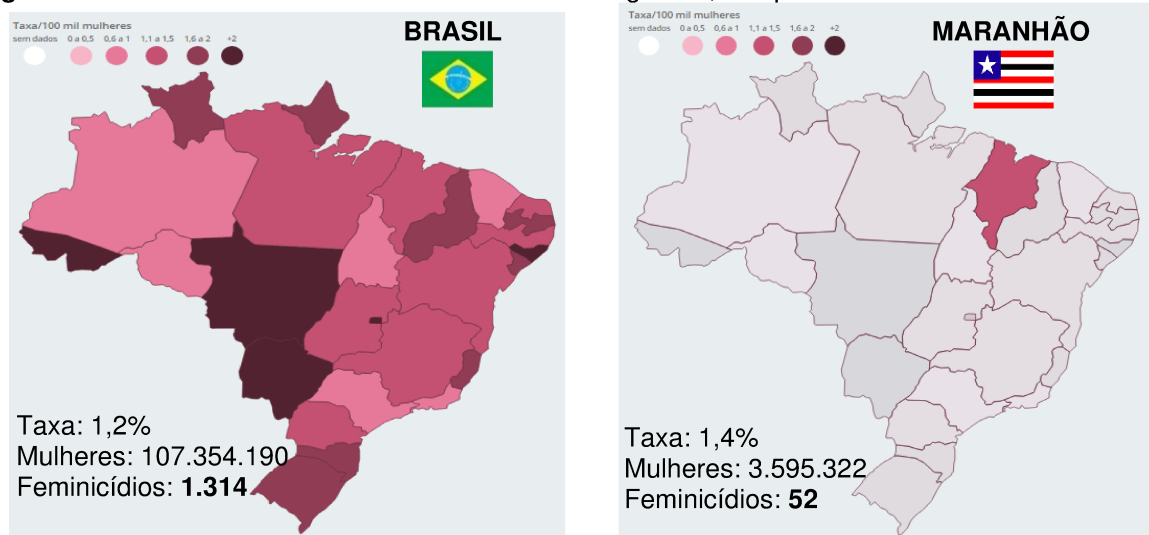 Taxa/100 mil mulheres
sem dados 0 a 0,5 0,6 a 1 1,1 a 1,5 1,6 a 2 +2
BRASIL
Taxa: 1,2%
Mulheres: 107.354.190
Feminicídios: 1.314
Taxa/100 mil mulheres
sem dados 0 a 0,5 0,6 a 1 1,1 a 1,5 1,6 a 2 +2
MARANHÃO
Taxa: 1,4%
Mulheres: 3.595.322
Feminicídios: 52